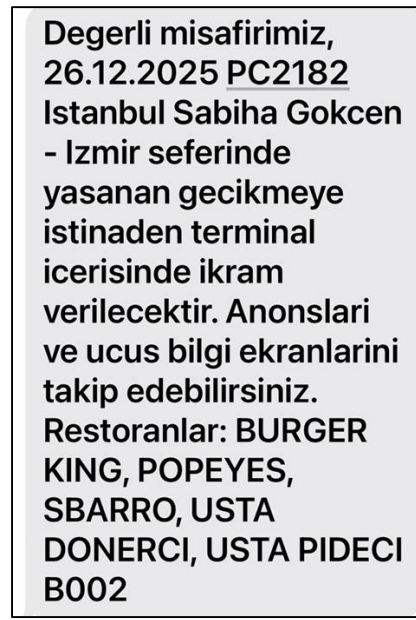 Degerli misafirimiz,
26.12.2025 PC2182
Istanbul Sabiha Gokcen
- Izmir seferinde
yasanan gecikmeye
istinaden terminal
icerisinde ikram
verilecektir. Anonslari
ve ucus bilgi ekranlarini
takip edebilirsiniz.
Restoranlar: BURGER
KING, POPEYES,
SBARRO, USTA
DONERCI, USTA PIDECI
B002